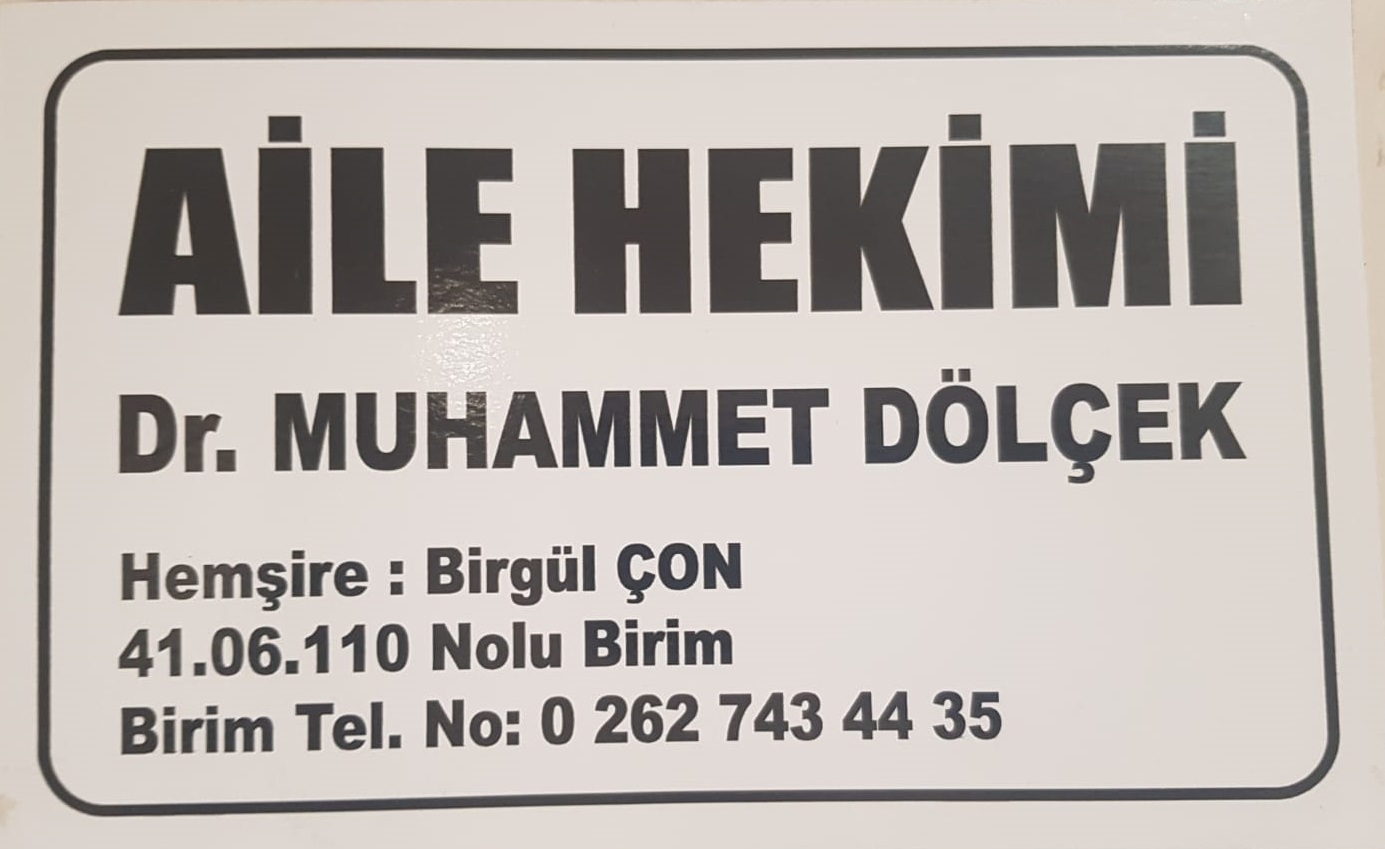 AİLE HEKİMİ
Dr. MUHAMMET DÖLÇEK
Hemşire : Birgül ÇON
41.06.110 Nolu Birim
Birim Tel. No: 0 262 743 44 35